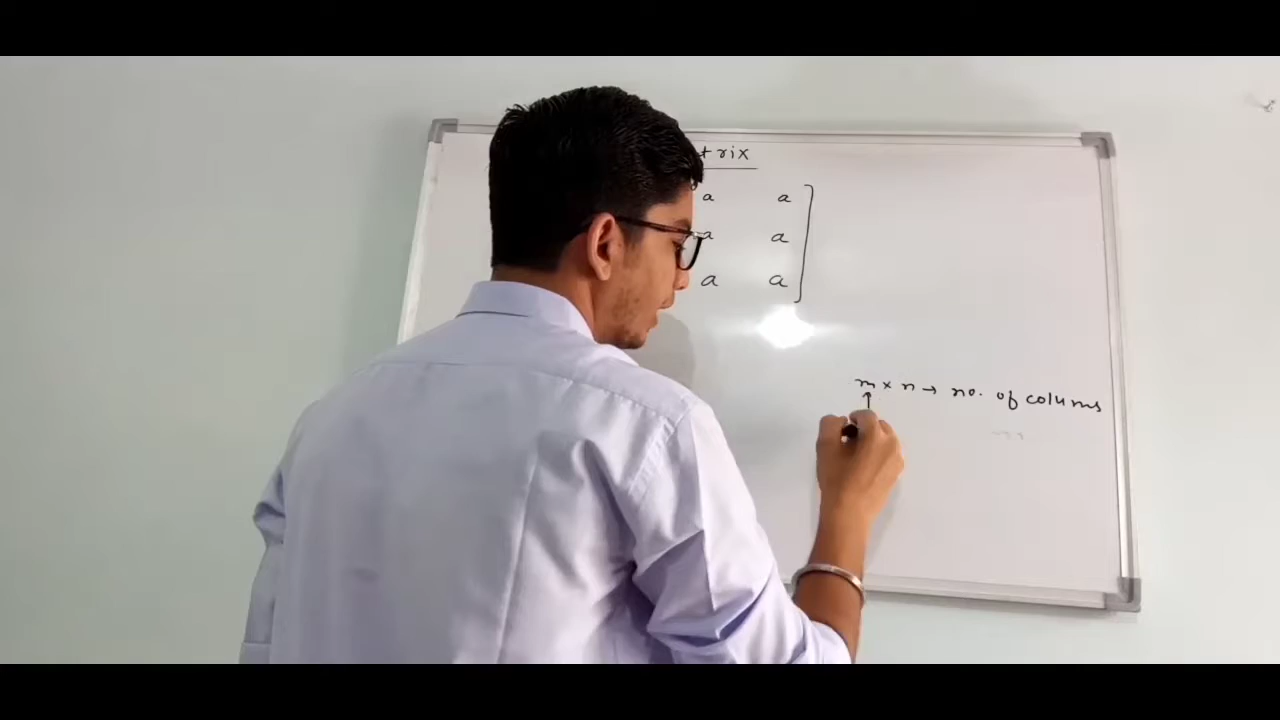 trix
a a
a a
a a
m × n → no. of colums
↑